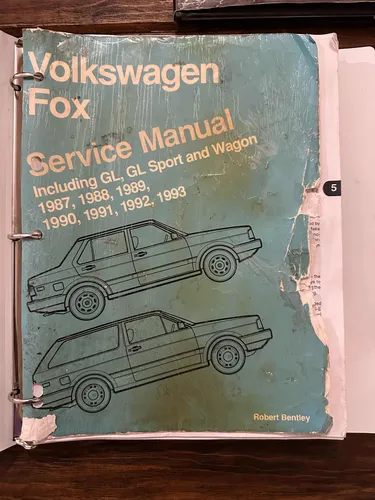 Volkswagen
Fox
Service Manual
Including GL, GL Sport and Wagon
1987, 1988, 1989,
1990, 1991, 1992, 1993
5
Robert Bentley